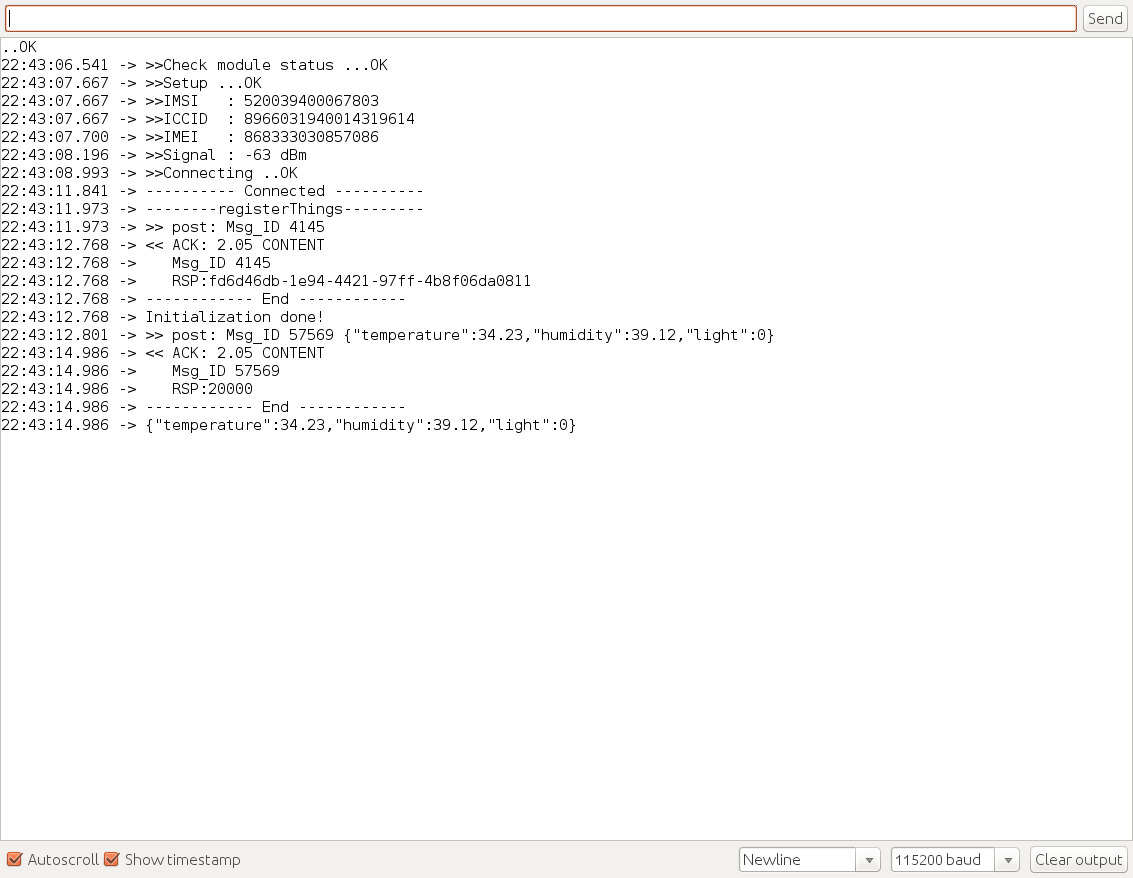 Send
..OK
22:43:06.541 -> >>Check module status ...OK
22:43:07.667 -> >>Setup ...OK
22:43:07.667 -> >>IMSI   : 520039400067803
22:43:07.667 -> >>ICCID  : 8966031940014319614
22:43:07.700 -> >>IMEI   : 868333030857086
22:43:08.196 -> >>Signal : -63 dBm
22:43:08.993 -> >>Connecting ..OK
22:43:11.841 -> ---------- Connected ----------
22:43:11.973 -> --------registerThings---------
22:43:11.973 -> >> post: Msg_ID 4145
22:43:12.768 -> << ACK: 2.05 CONTENT
22:43:12.768 ->    Msg_ID 4145
22:43:12.768 ->    RSP:fd6d46db-1e94-4421-97ff-4b8f06da0811
22:43:12.768 -> ------------ End ------------
22:43:12.768 -> Initialization done!
22:43:12.801 -> >> post: Msg_ID 57569 {"temperature":34.23,"humidity":39.12,"light":0}
22:43:14.986 -> << ACK: 2.05 CONTENT
22:43:14.986 ->    Msg_ID 57569
22:43:14.986 ->    RSP:20000
22:43:14.986 -> ------------ End ------------
22:43:14.986 -> {"temperature":34.23,"humidity":39.12,"light":0}
Autoscroll Show timestamp Newline 115200 baud Clear output